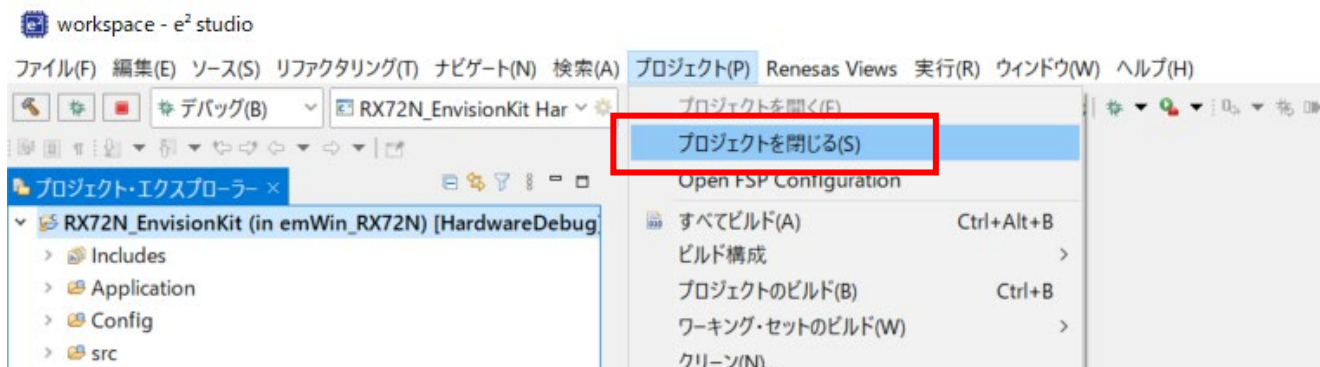 workspace - e² studio
ファイル(F) 編集(E) ソース(S) リファクタリング(T) ナビゲート(N) 検索(A) プロジェクト(P) Renesas Views 実行(R) ウィンドウ(W) ヘルプ(H)
デバッグ(B) RX72N_EnvisionKit Har
プロジェクトを開く(E)
プロジェクトを閉じる(S)
プロジェクト・エクスプローラー
Open FSP Configuration
RX72N_EnvisionKit (in emWin_RX72N) [HardwareDebug]
すべてビルド(A) Ctrl+Alt+B
Includes
ビルド構成
Application
プロジェクトのビルド(B) Ctrl+B
Config
ワーキング・セットのビルド(W)
src
クリーン(N)...